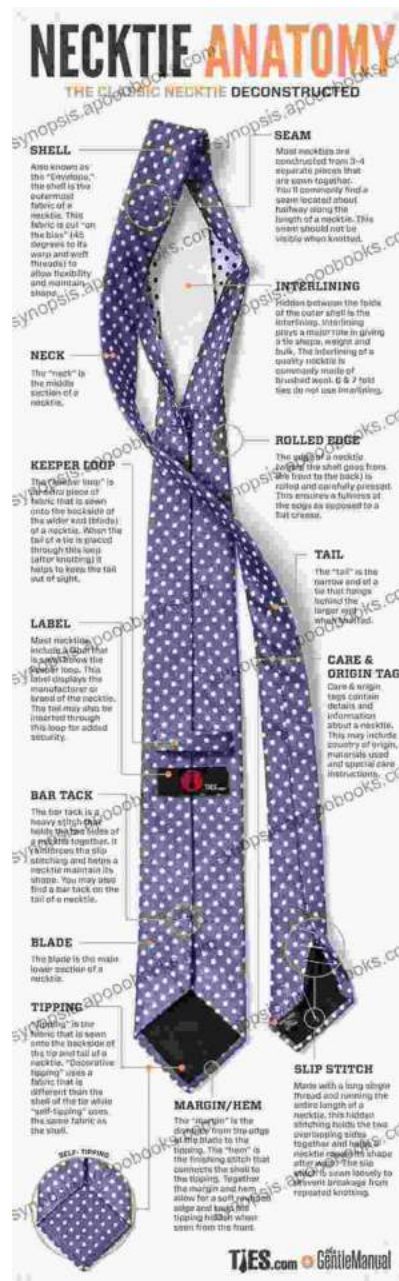 NECKTIE ANATOMY
THE CLASSIC NECKTIE DECONSTRUCTED
SHELL
Also known as
the "Envelope,"
the shell is the
outermost
fabric of a
necktie. This
fabric is cut "on
the bias" (45
degrees to its
warp and weft
threads) to
allow flexibility
and maintain
shape.
SEAM
Most neckties are
constructed from 3-4
separate pieces that
are sewn together.
You'll commonly find a
seam located about
halfway along the
length of a necktie. This
seam should not be
visible when knotted.
INTERLINING
Hidden between the folds
of the outer shell is the
interlining. Interlining
plays a major role in giving
a tie shape, weight and
bulk. The interlining of a
quality necktie is
commonly made of
brushed wool. 6 & 7 fold
ties do not use interlining.
NECK
The "neck" is
the middle
section of a
necktie.
ROLLED EDGE
The edge of a necktie
(where the shell goes from
the front to the back) is
rolled and carefully pressed.
This ensures a fullness at
the edge as opposed to a
flat crease.
KEEPER LOOP
The "keeper loop" is
an extra piece of
fabric that is sewn
onto the backside of
the wider end (blade)
of a necktie. When the
tail of a tie is placed
through this loop
(after knotting) it
helps to keep the tail
out of sight.
TAIL
The "tail" is the
narrow end of a
tie that hangs
behind the
larger end
when knotted.
LABEL
Most neckties
include a label that
is sewn below the
keeper loop. This
label displays the
manufacturer or
brand of the necktie.
The tail may also be
inserted through
this loop for added
security.
CARE &
ORIGIN TAG
Care & origin
tags contain
details and
information
about a necktie.
This may include
country of origin,
materials used
and special care
instructions.
TIES.com
BAR TACK
The bar tack is a
heavy stitch that
holds the two sides of
a necktie together. It
reinforces the slip
stitching and helps a
necktie maintain its
shape. You may also
find a bar tack on the
tail of a necktie.
BLADE
The blade is the main
lower section of a
necktie.
TIPPING
"Tipping" is the
fabric that is sewn
onto the backside of
the tip and tail of a
necktie. "Decorative
tipping" uses a
fabric that is
different than the
shell of the tie while
"self-tipping" uses
the same fabric as
the shell.
SELF-TIPPING
MARGIN/HEM
The "margin" is the
distance from the edge
of the blade to the
tipping. The "hem" is
the finishing stitch that
connects the shell to
the tipping. Together
the margin and hem
allow for a soft
edge and keep the
tipping hidden when
seen from the front.
SLIP STITCH
Made with a long single
thread and running the
entire length of a
necktie, this hidden
stitching holds the two
overlapping sides
together and helps a
necktie
after wear. The slip
stitch is sewn loosely to
prevent breakage from
repeated knotting.
TIES.com the GentleManual
synopsis.apooobooks.com